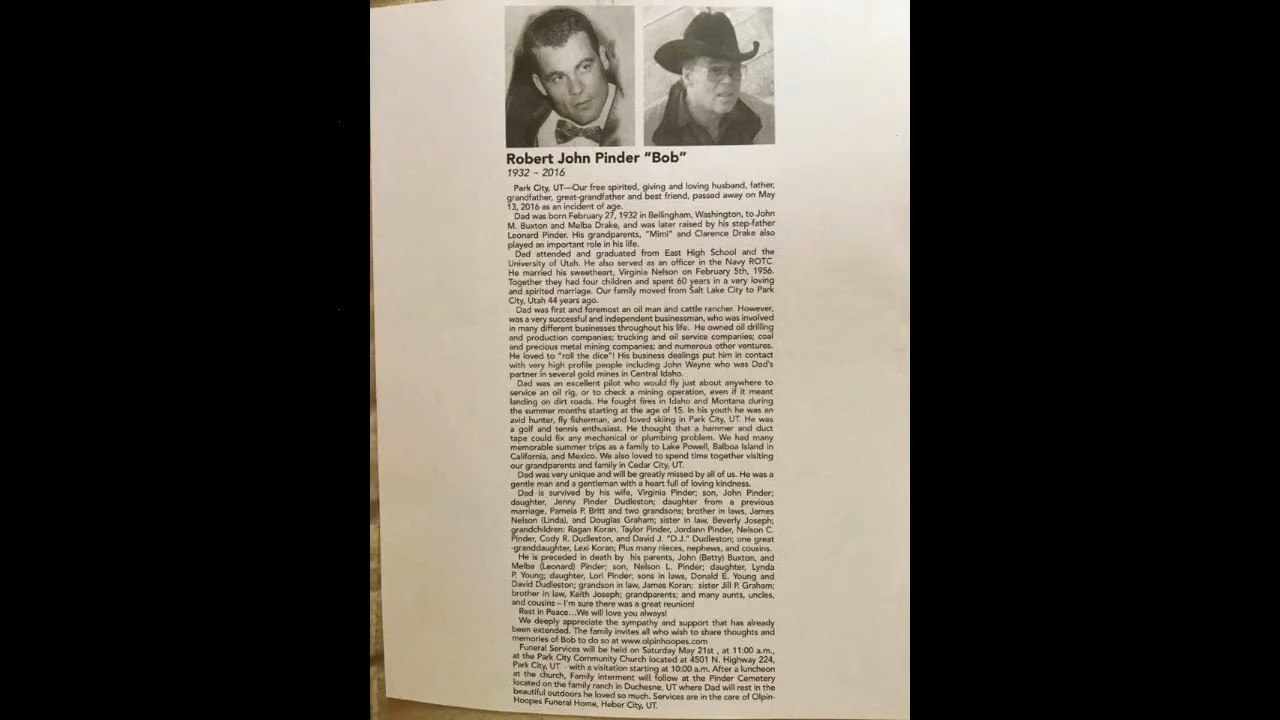 Robert John Pinder "Bob"
1932 ~ 2016
Park City, UT—Our free spirited, giving and loving husband, father,
grandfather, great-grandfather and best friend, passed away on May
13, 2016 as an incident of age.
Dad was born February 27, 1932 in Bellingham, Washington, to John
M. Buxton and Melba Drake, and was later raised by his step-father
Leonard Pinder. His grandparents, "Mimi" and Clarence Drake also
played an important role in his life.
Dad attended and graduated from East High School and the
University of Utah. He also served as an officer in the Navy ROTC.
He married his sweetheart, Virginia Nelson on February 5th, 1956.
Together they had four children and spent 60 years in a very loving
and spirited marriage. Our family moved from Salt Lake City to Park
City, Utah 44 years ago.
Dad was first and foremost an oil man and cattle rancher. However,
was a very successful and independent businessman, who was involved
in many different businesses throughout his life. He owned oil drilling
and production companies; trucking and oil service companies; coal
and precious metal mining companies; and numerous other ventures.
He loved to "roll the dice"! His business dealings put him in contact
with very high profile people including John Wayne who was Dad's
partner in several gold mines in Central Idaho.
Dad was an excellent pilot who would fly just about anywhere to
service an oil rig, or to check a mining operation, even if it meant
landing on dirt roads. He fought fires in Idaho and Montana during
the summer months starting at the age of 15. In his youth he was an
avid hunter, fly fisherman, and loved skiing in Park City, UT. He was
a golf and tennis enthusiast. He thought that a hammer and duct
tape could fix any mechanical or plumbing problem. We had many
memorable summer trips as a family to Lake Powell, Balboa Island in
California, and Mexico. We also loved to spend time together visiting
our grandparents and family in Cedar City, UT.
Dad was very unique and will be greatly missed by all of us. He was a
gentle man and a gentleman with a heart full of loving kindness.
Dad is survived by his wife, Virginia Pinder; son, John Pinder;
daughter, Jenny Pinder Dudleston; daughter from a previous
marriage, Pamela P. Britt and two grandsons; brother in laws, James
Nelson (Linda), and Douglas Graham; sister in law, Beverly Joseph;
grandchildren: Ragan Koran, Taylor Pinder, Jordann Pinder, Nelson C.
Pinder, Cody R. Dudleston, and David J. "D.J." Dudleston; one great
-granddaughter, Lexi Koran; Plus many nieces, nephews, and cousins.
He is preceded in death by his parents, John (Betty) Buxton, and
Melba (Leonard) Pinder; son, Nelson L. Pinder; daughter, Lynda
P. Young; daughter, Lori Pinder; sons in laws, Donald E. Young and
David Dudleston; grandson in law, James Koran; sister Jill P. Graham;
brother in law, Keith Joseph; grandparents; and many aunts, uncles,
and cousins – I'm sure there was a great reunion!
Rest in Peace...We will love you always!
We deeply appreciate the sympathy and support that has already
been extended. The family invites all who wish to share thoughts and
memories of Bob to do so at www.olpinhoopes.com
Funeral Services will be held on Saturday May 21st , at 11:00 a.m.,
at the Park City Community Church located at 4501 N. Highway 224,
Park City, UT - with a visitation starting at 10:00 a.m. After a luncheon
at the church, Family interment will follow at the Pinder Cemetery
located on the family ranch in Duchesne, UT where Dad will rest in the
beautiful outdoors he loved so much. Services are in the care of Olpin-
Hoopes Funeral Home, Heber City, UT.